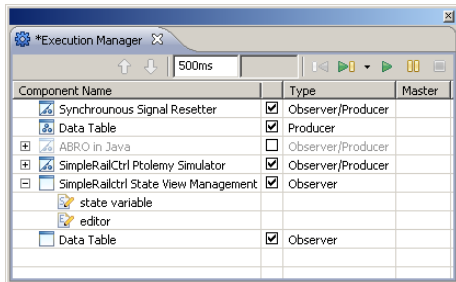 *Execution Manager
500ms
Component Name Type Master
Synchrounous Signal Resetter Observer/Producer
Data Table Producer
ABRO in Java Observer/Producer
SimpleRailCtrl Ptolemy Simulator Observer/Producer
SimpleRailctrl State View Management Observer
state variable
editor
Data Table Observer